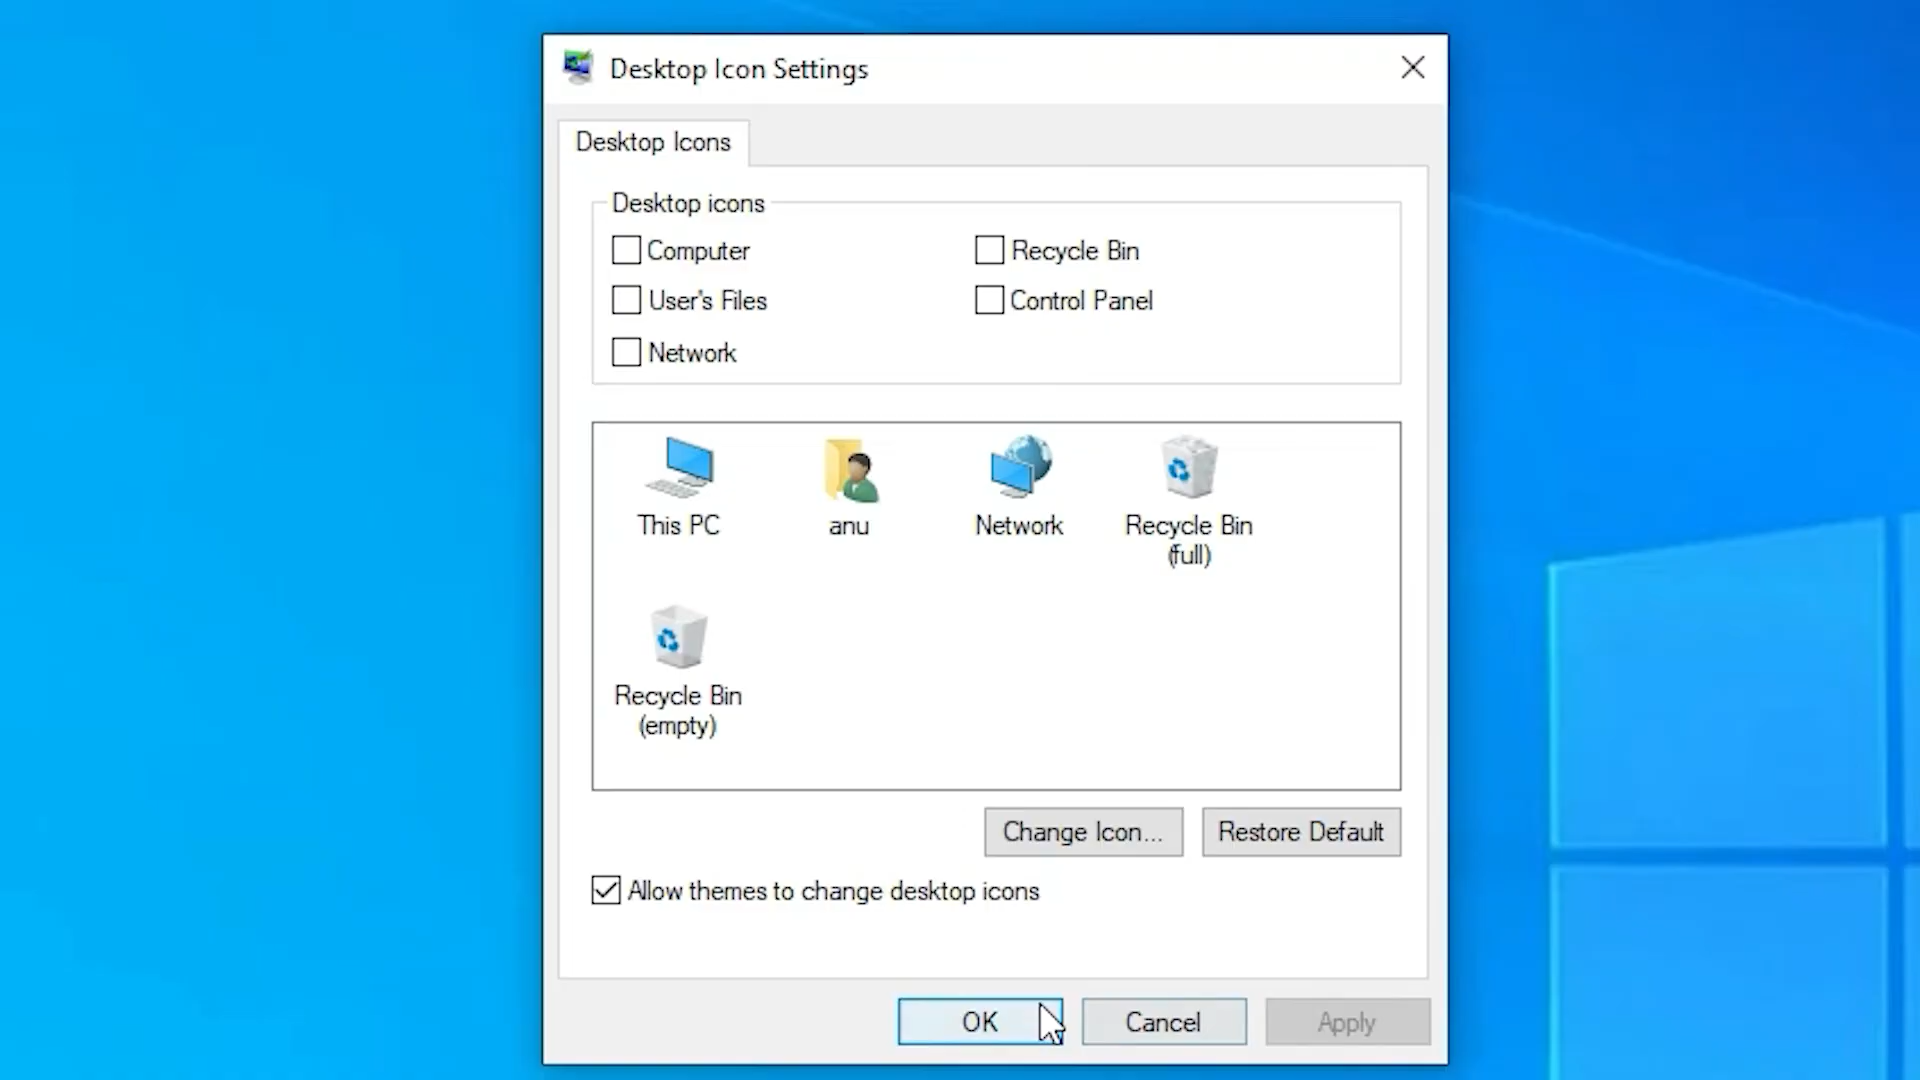 Desktop Icon Settings
Desktop Icons
Desktop icons
Computer
Recycle Bin
User's Files
Control Panel
Network
This PC
anu
Network
Recycle Bin
(full)
Recycle Bin
(empty)
Change Icon...
Restore Default
Allow themes to change desktop icons
OK
Cancel
Apply